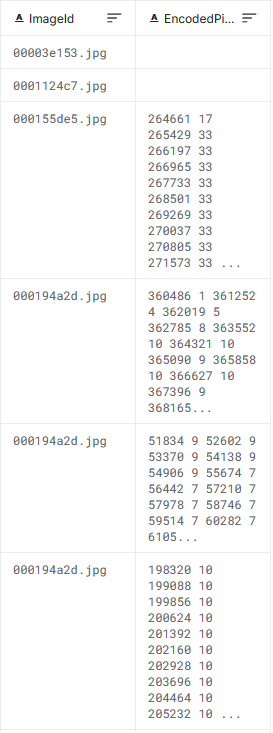 ImageId EncodedPi...
00003e153.jpg
0001124c7.jpg
000155de5.jpg
264661 17
265429 33
266197 33
266965 33
267733 33
268501 33
269269 33
270037 33
270805 33
271573 33 ...
000194a2d.jpg
360486 1 361252
4 362019 5
362785 8 363552
10 364321 10
365090 9 365858
10 366627 10
367396 9
368165...
000194a2d.jpg
51834 9 52602 9
53370 9 54138 9
54906 9 55674 7
56442 7 57210 7
57978 7 58746 7
59514 7 60282 7
6105...
000194a2d.jpg
198320 10
199088 10
199856 10
200624 10
201392 10
202160 10
202928 10
203696 10
204464 10
205232 10 ...